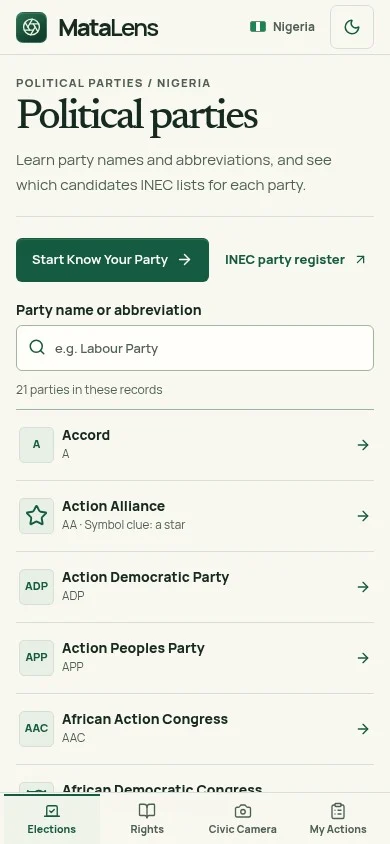 MataLens
Nigeria
POLITICAL PARTIES / NIGERIA
Political parties
Learn party names and abbreviations, and see
which candidates INEC lists for each party.
Start Know Your Party
INEC party register
Party name or abbreviation
e.g. Labour Party
21 parties in these records
A
Accord
A
Action Alliance
AA · Symbol clue: a star
ADP
Action Democratic Party
ADP
APP
Action Peoples Party
APP
AAC
African Action Congress
AAC
African Democratic Congress
Elections
Rights
Civic Camera
My Actions